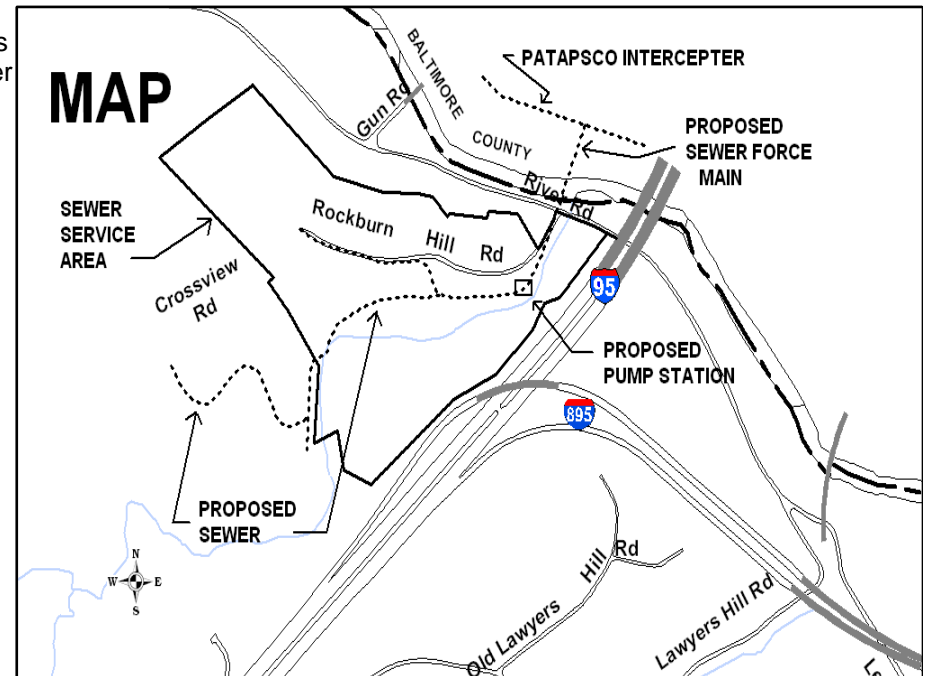 s
er
MAP
BALTIMORE
COUNTY
PATAPSCO INTERCEPTER
Gun Rd
PROPOSED
SEWER FORCE
MAIN
River Rd
SEWER
SERVICE
AREA
Rockburn Hill Rd
Crossview
Rd
95
PROPOSED
PUMP STATION
895
PROPOSED
SEWER
N
W E
S
Old Lawyers Hill Rd
Lawyers Hill Rd